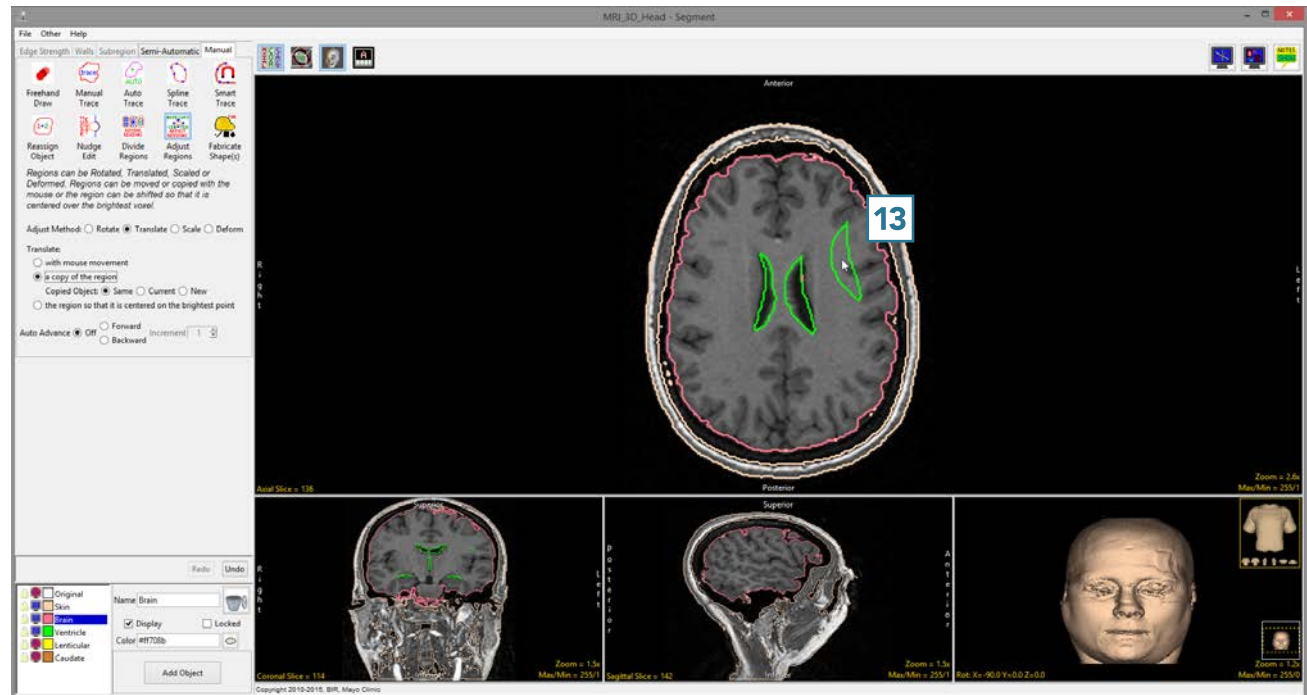 MRI_3D_Head - Segment
File Other Help
Edge Strength Walls Subregion Semi-Automatic Manual
Freehand Draw
Manual Trace
Auto Trace
Spline Trace
Smart Trace
Reassign Object
Nudge Edit
Divide Regions
Adjust Regions
Fabricate Shape(s)
Regions can be Rotated, Translated, Scaled or
Deformed. Regions can be moved or copied with the
mouse or the region can be shifted so that it is
centered over the brightest voxel.
Adjust Method: Rotate Translate Scale Deform
Translate:
with mouse movement
a copy of the region
Copied Object: Same Current New
the region so that it is centered on the brightest point
Auto Advance Off Forward Backward Increment 1
Redo Undo
Original
Skin
Brain
Ventricle
Lenticular
Caudate
Name Brain
Display Locked
Color #ff708b
Add Object
NOTES
SHOW
Anterior
Right
Left
13
Posterior
Axial Slice = 136
Zoom = 2.6x
Max/Min = 255/1
Superior
Right
Left
Coronal Slice = 114
Zoom = 1.5x
Max/Min = 255/1
Superior
Posterior
Anterior
Sagittal Slice = 142
Zoom = 1.5x
Max/Min = 255/1
Rot: X=-90.0 Y=0.0 Z=0.0
Zoom = 1.2x
Max/Min = 255/0
Copyright 2010-2015, BIR, Mayo Clinic